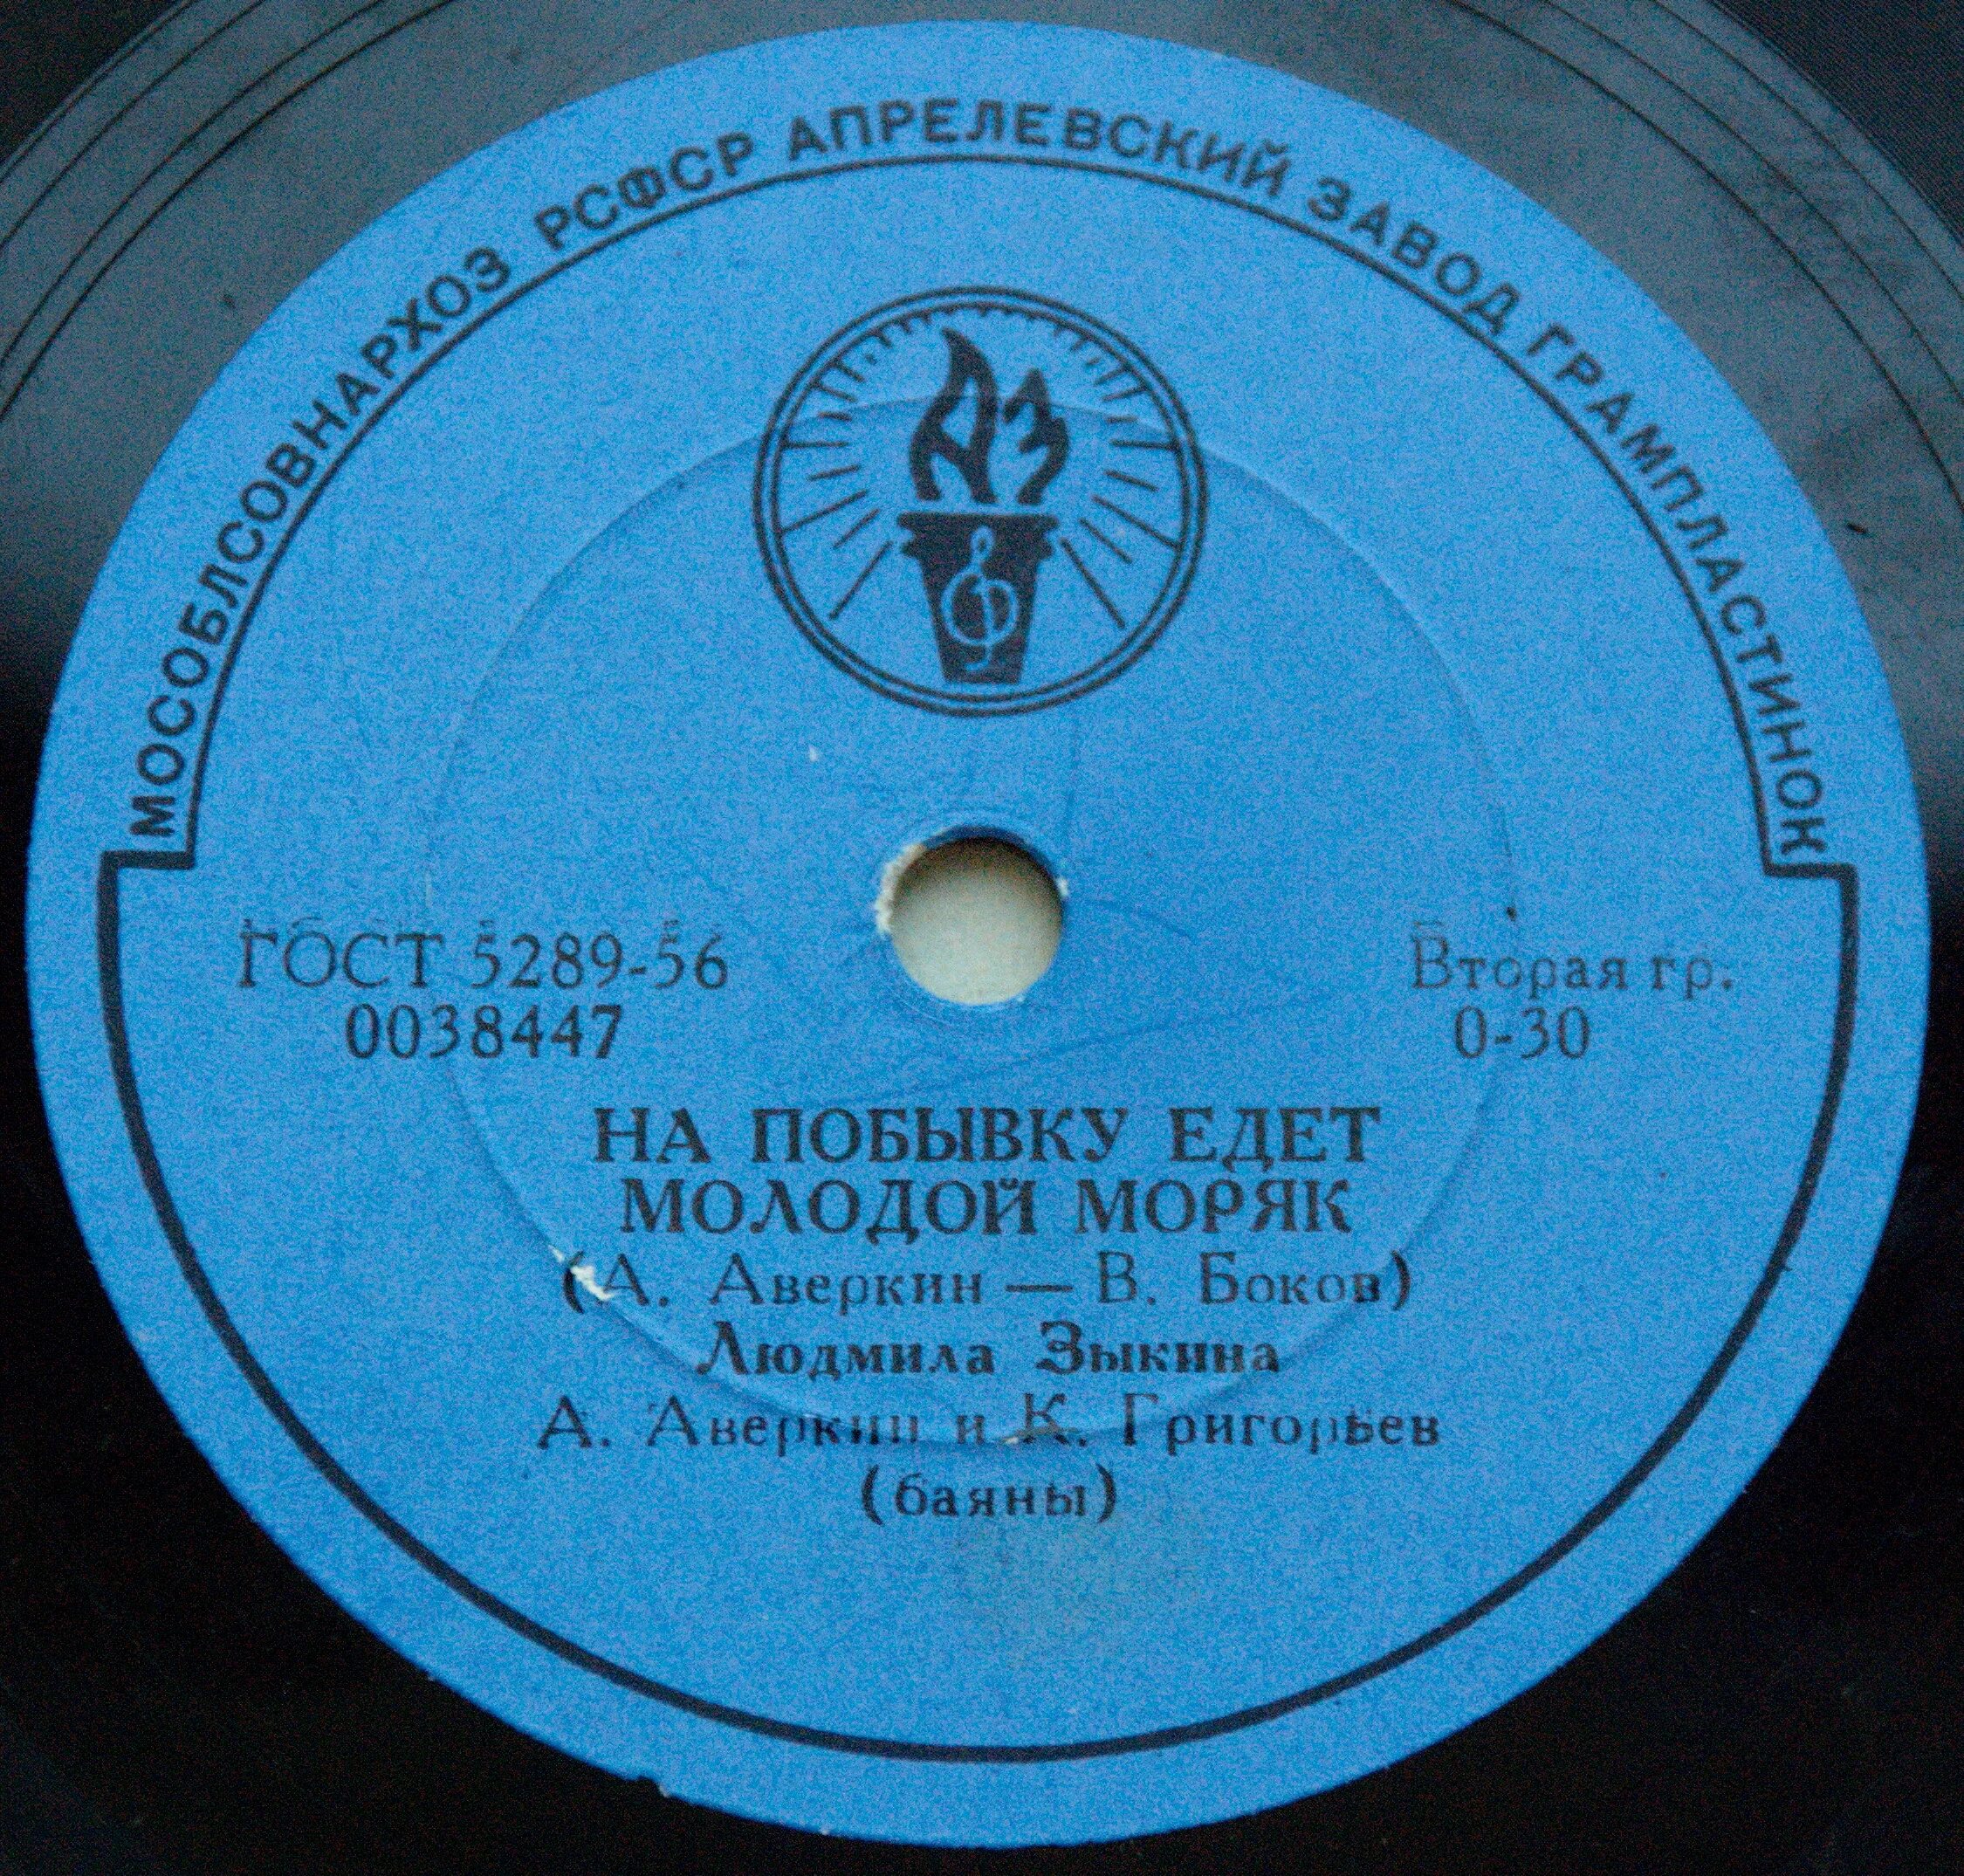 МОСОБЛСОВНАРХОЗ РСФСР АПРЕЛЕВСКИЙ ЗАВОД ГРАМПЛАСТИНОК
АЗ
ГОСТ 5289-56
0038447
Вторая гр.
0-30
НА ПОБЫВКУ ЕДЕТ
МОЛОДОЙ МОРЯК
(А. Аверкин — В. Боков)
Людмила Зыкина
А. Аверкин и К. Григорьев
(баяны)